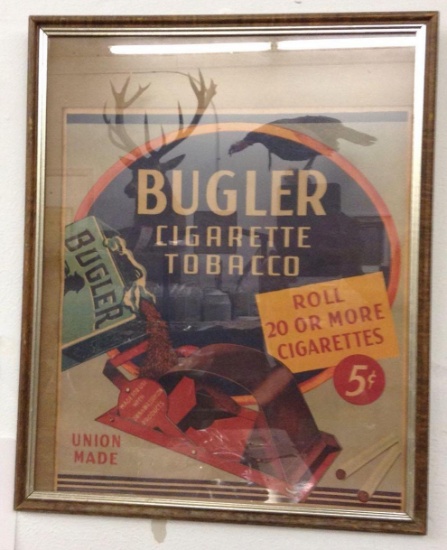 BUGLER
CIGARETTE
TOBACCO
BUGLER
ROLL
20 OR MORE
CIGARETTES
5¢
UNION
MADE